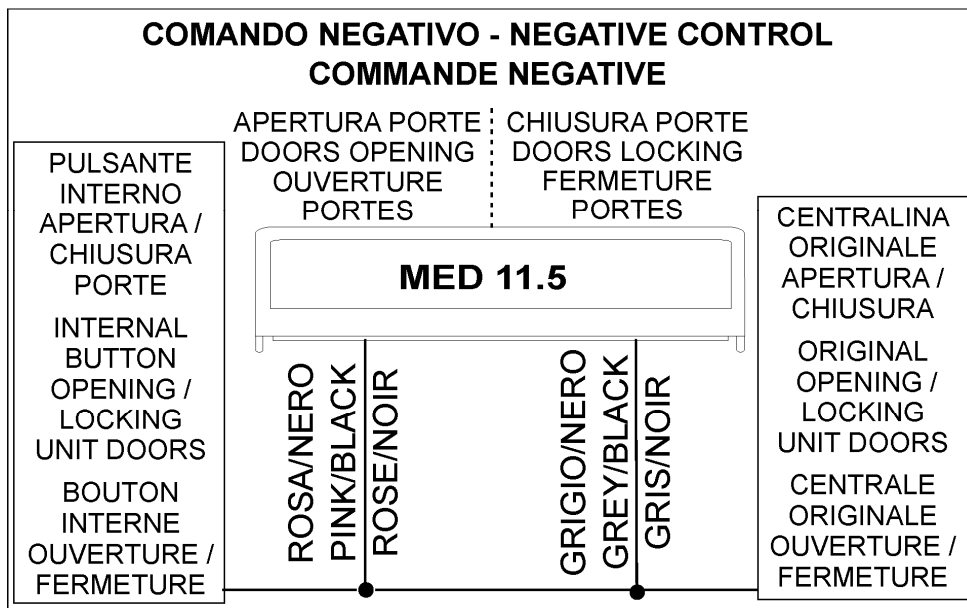 COMANDO NEGATIVO - NEGATIVE CONTROL
COMMANDE NEGATIVE
APERTURA PORTE
DOORS OPENING
OUVERTURE
PORTES
CHIUSURA PORTE
DOORS LOCKING
FERMETURE
PORTES
PULSANTE
INTERNO
APERTURA /
CHIUSURA
PORTE
INTERNAL
BUTTON
OPENING /
LOCKING
UNIT DOORS
BOUTON
INTERNE
OUVERTURE /
FERMETURE
MED 11.5
ROSA/NERO
PINK/BLACK
ROSE/NOIR
GRIGIO/NERO
GREY/BLACK
GRIS/NOIR
CENTRALINA
ORIGINALE
APERTURA /
CHIUSURA
ORIGINAL
OPENING /
LOCKING
UNIT DOORS
CENTRALE
ORIGINALE
OUVERTURE /
FERMETURE